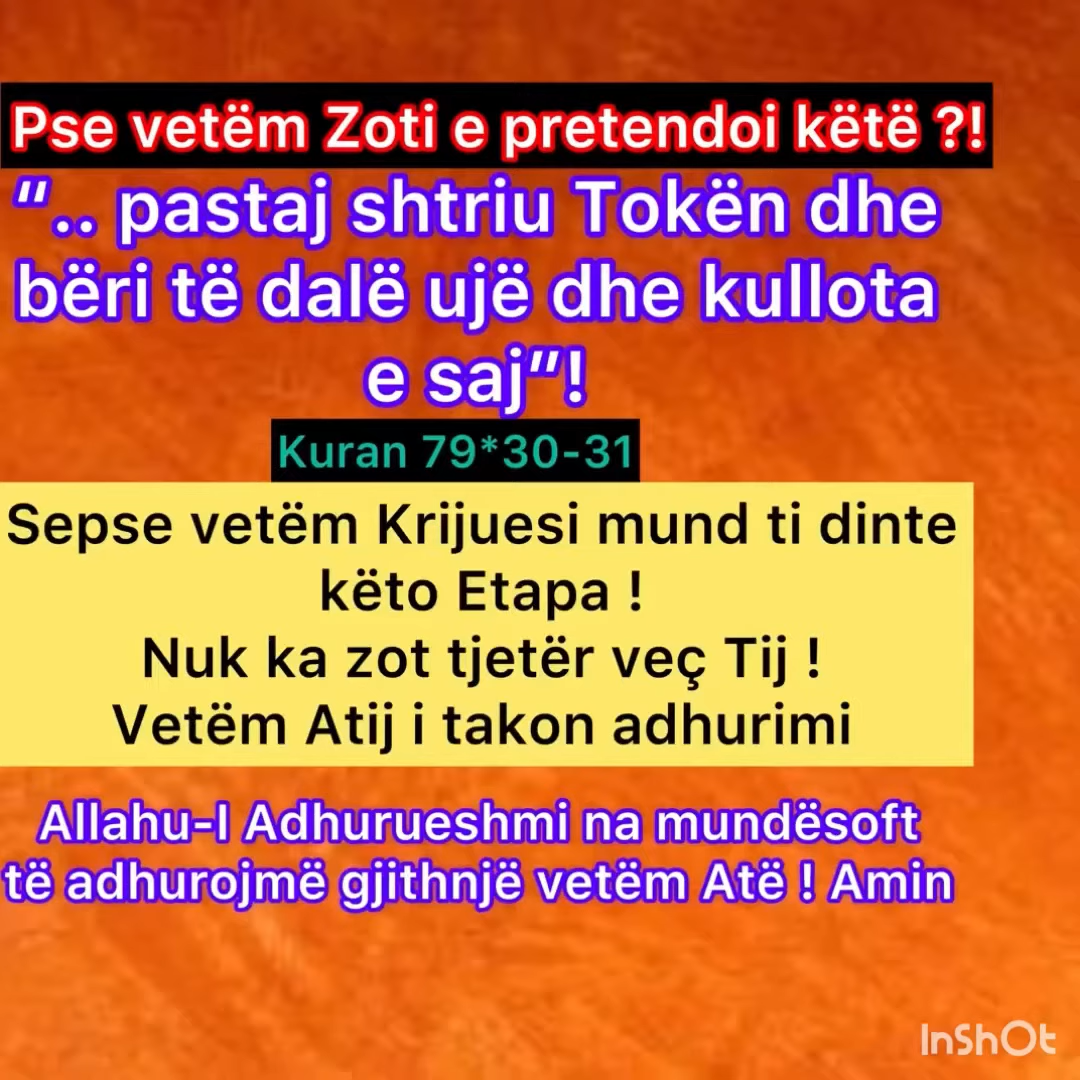 Pse vetëm Zoti e pretendoi këtë ?!
“.. pastaj shtriu Tokën dhe
bëri të dalë ujë dhe kullota
e saj”!
Kuran 79*30-31
Sepse vetëm Krijuesi mund ti dinte
këto Etapa !
Nuk ka zot tjetër veç Tij !
Vetëm Atij i takon adhurimi
Allahu-I Adhurueshmi na mundësoft
të adhurojmë gjithnjë vetëm Atë ! Amin
InShOt